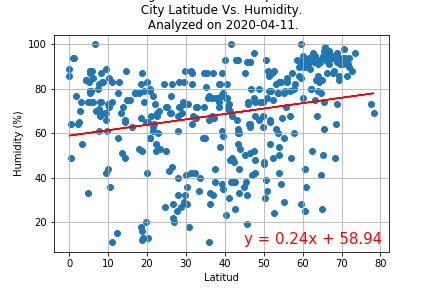 City Latitude Vs. Humidity.
Analyzed on 2020-04-11.
100
80
60
40
20
Humidity (%)
y = 0.24x + 58.94
0 10 20 30 40 50 60 70 80
Latitud